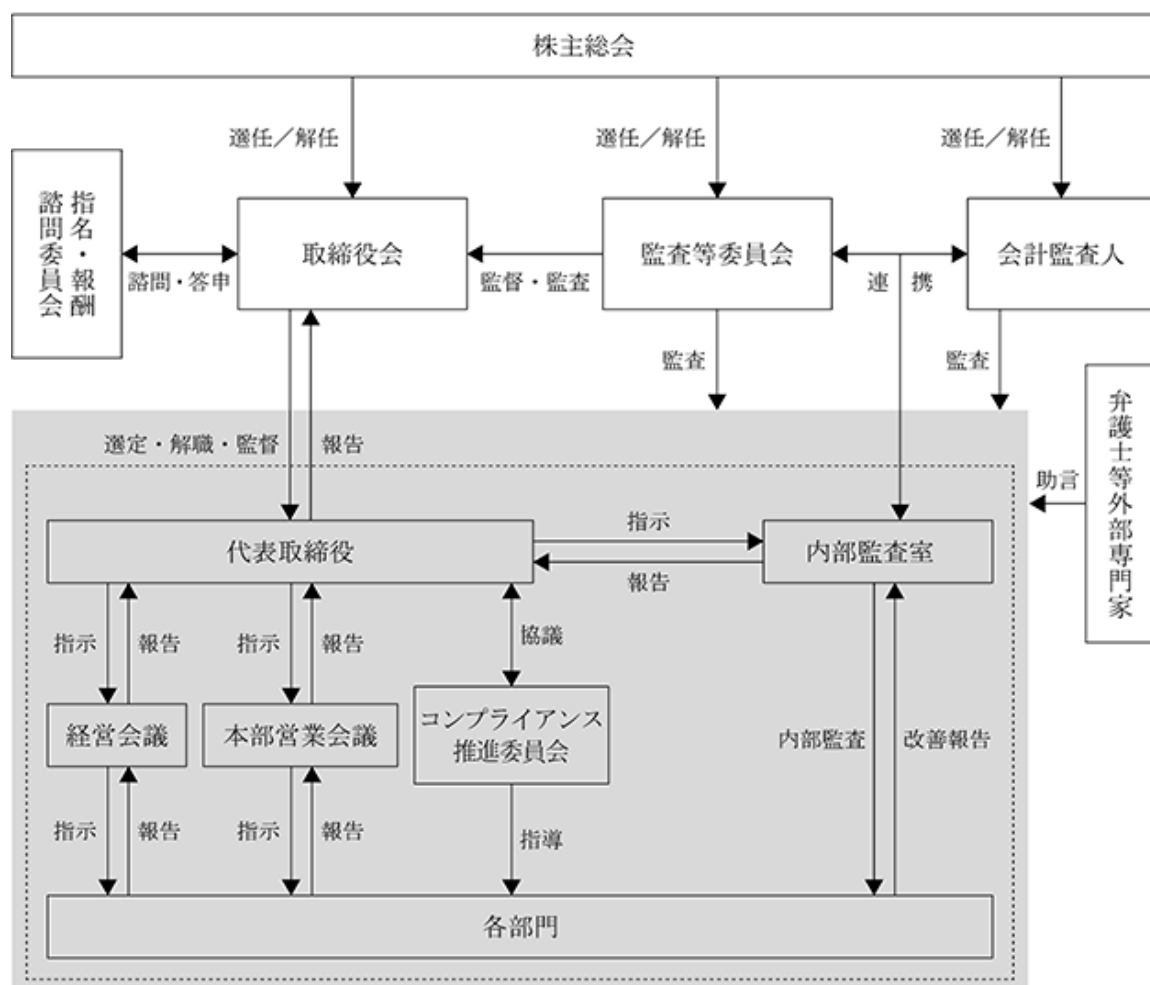 株主総会
選任／解任
選任／解任
選任／解任
指名・報酬
諮問委員会
取締役会
監査等委員会
会計監査人
諮問・答申
監督・監査
連携
監査
監査
弁護士等外部専門家
選定・解職・監督
報告
助言
代表取締役
指示
報告
内部監査室
指示
報告
指示
報告
協議
経営会議
本部営業会議
コンプライアンス
推進委員会
内部監査
改善報告
指示
報告
指示
報告
指導
各部門